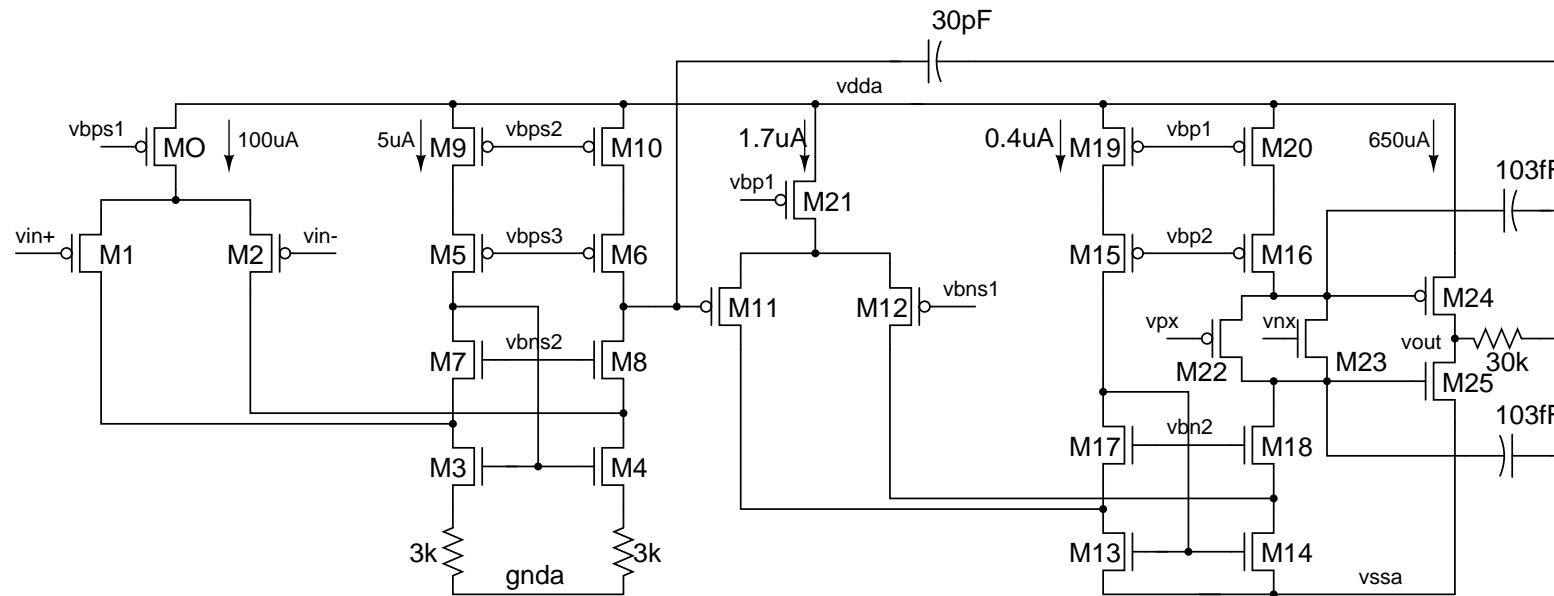 30pF
vdda
vbps1
MO
100uA
5uA
M9
vbps2
M10
1.7uA
vbp1
M21
0.4uA
M19
vbp1
M20
650uA
103fF
vin+
M1
M2
vin-
M5
vbps3
M6
M11
M12
vbns1
M15
vbp2
M16
M24
vpx
vnx
M7
vbns2
M8
M22
M23
vout
30k
M25
103fF
M3
M4
M17
vbn2
M18
3k
gnda
3k
M13
M14
vssa